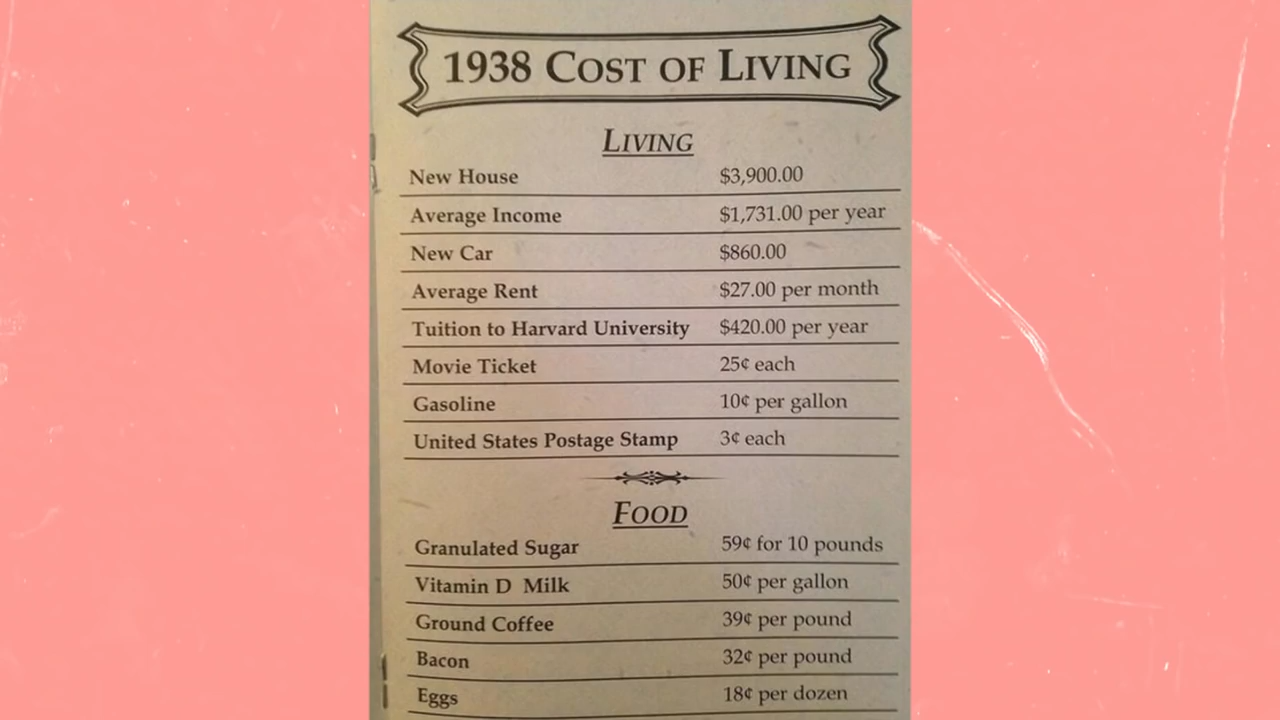 1938 COST OF LIVING
LIVING
New House $3,900.00
Average Income $1,731.00 per year
New Car $860.00
Average Rent $27.00 per month
Tuition to Harvard University $420.00 per year
Movie Ticket 25¢ each
Gasoline 10¢ per gallon
United States Postage Stamp 3¢ each
FOOD
Granulated Sugar 59¢ for 10 pounds
Vitamin D Milk 50¢ per gallon
Ground Coffee 39¢ per pound
Bacon 32¢ per pound
Eggs 18¢ per dozen